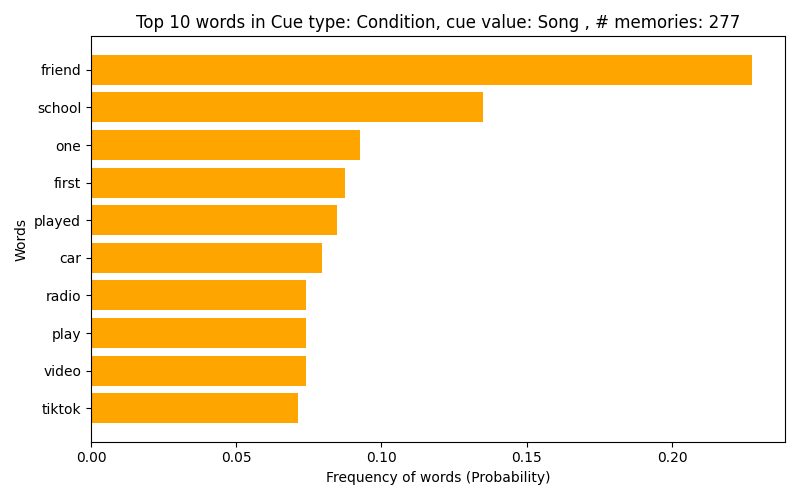 Top 10 words in Cue type: Condition, cue value: Song , # memories: 277
friend
school
one
first
played
car
radio
play
video
tiktok
Words
0.00 0.05 0.10 0.15 0.20
Frequency of words (Probability)